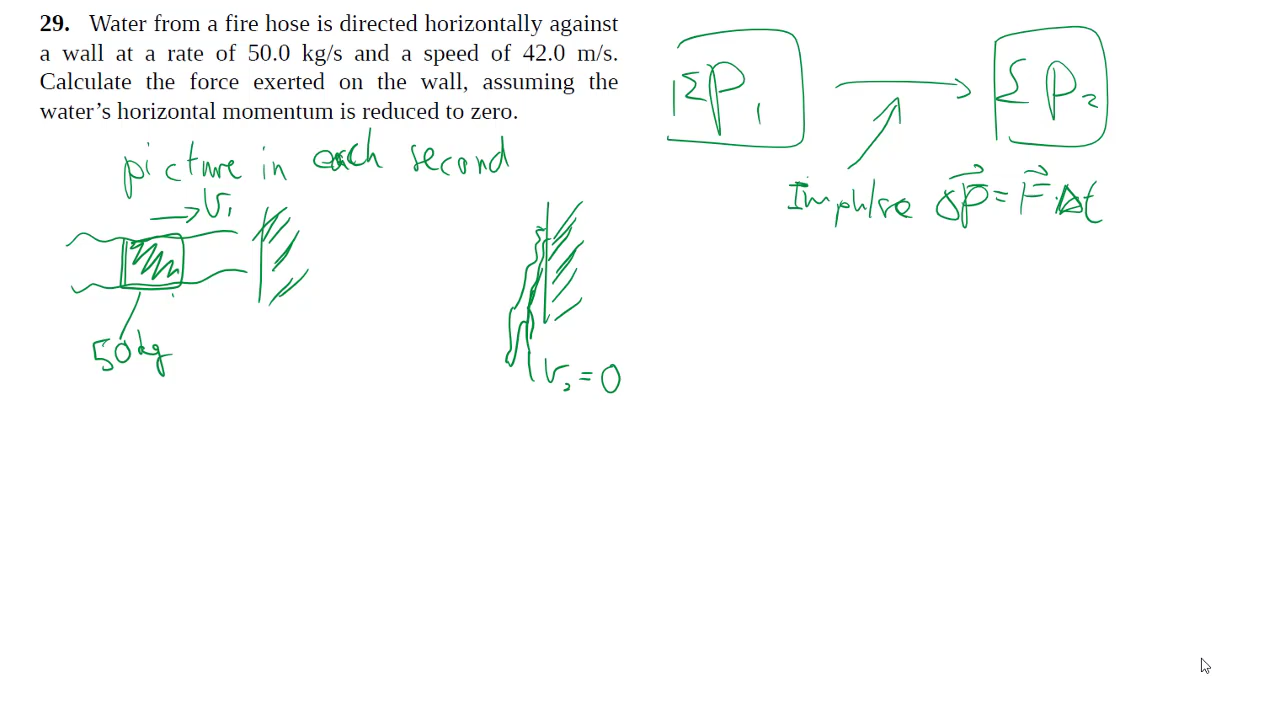 29. Water from a fire hose is directed horizontally against
a wall at a rate of 50.0 kg/s and a speed of 42.0 m/s.
Calculate the force exerted on the wall, assuming the
water's horizontal momentum is reduced to zero.
ΣP₁
ΣP₂
picture in each second
Impulse Δp⃗ = F⃗·Δt
V₁
50 kg
V₂ = 0